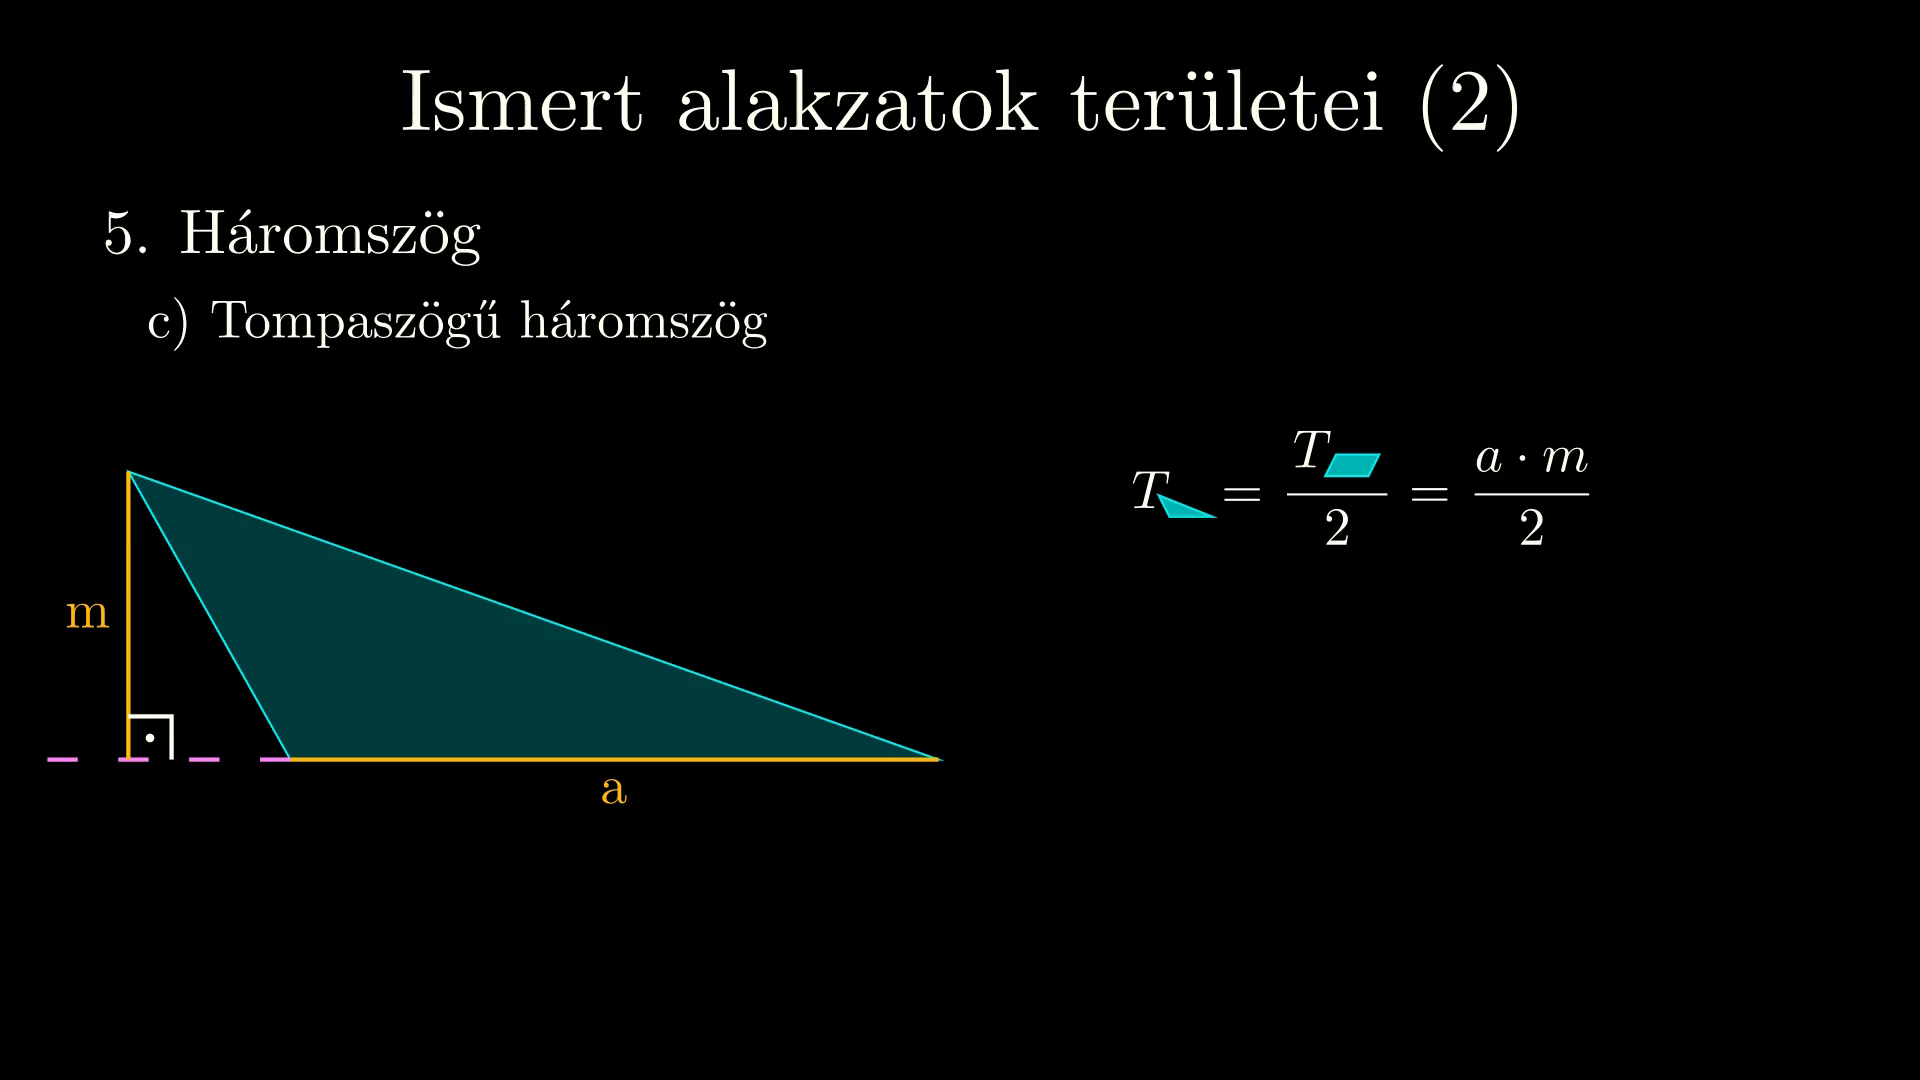 Ismert alakzatok területei (2)
5. Háromszög
c) Tompaszögű háromszög
T = T / 2 = a · m / 2
m
a